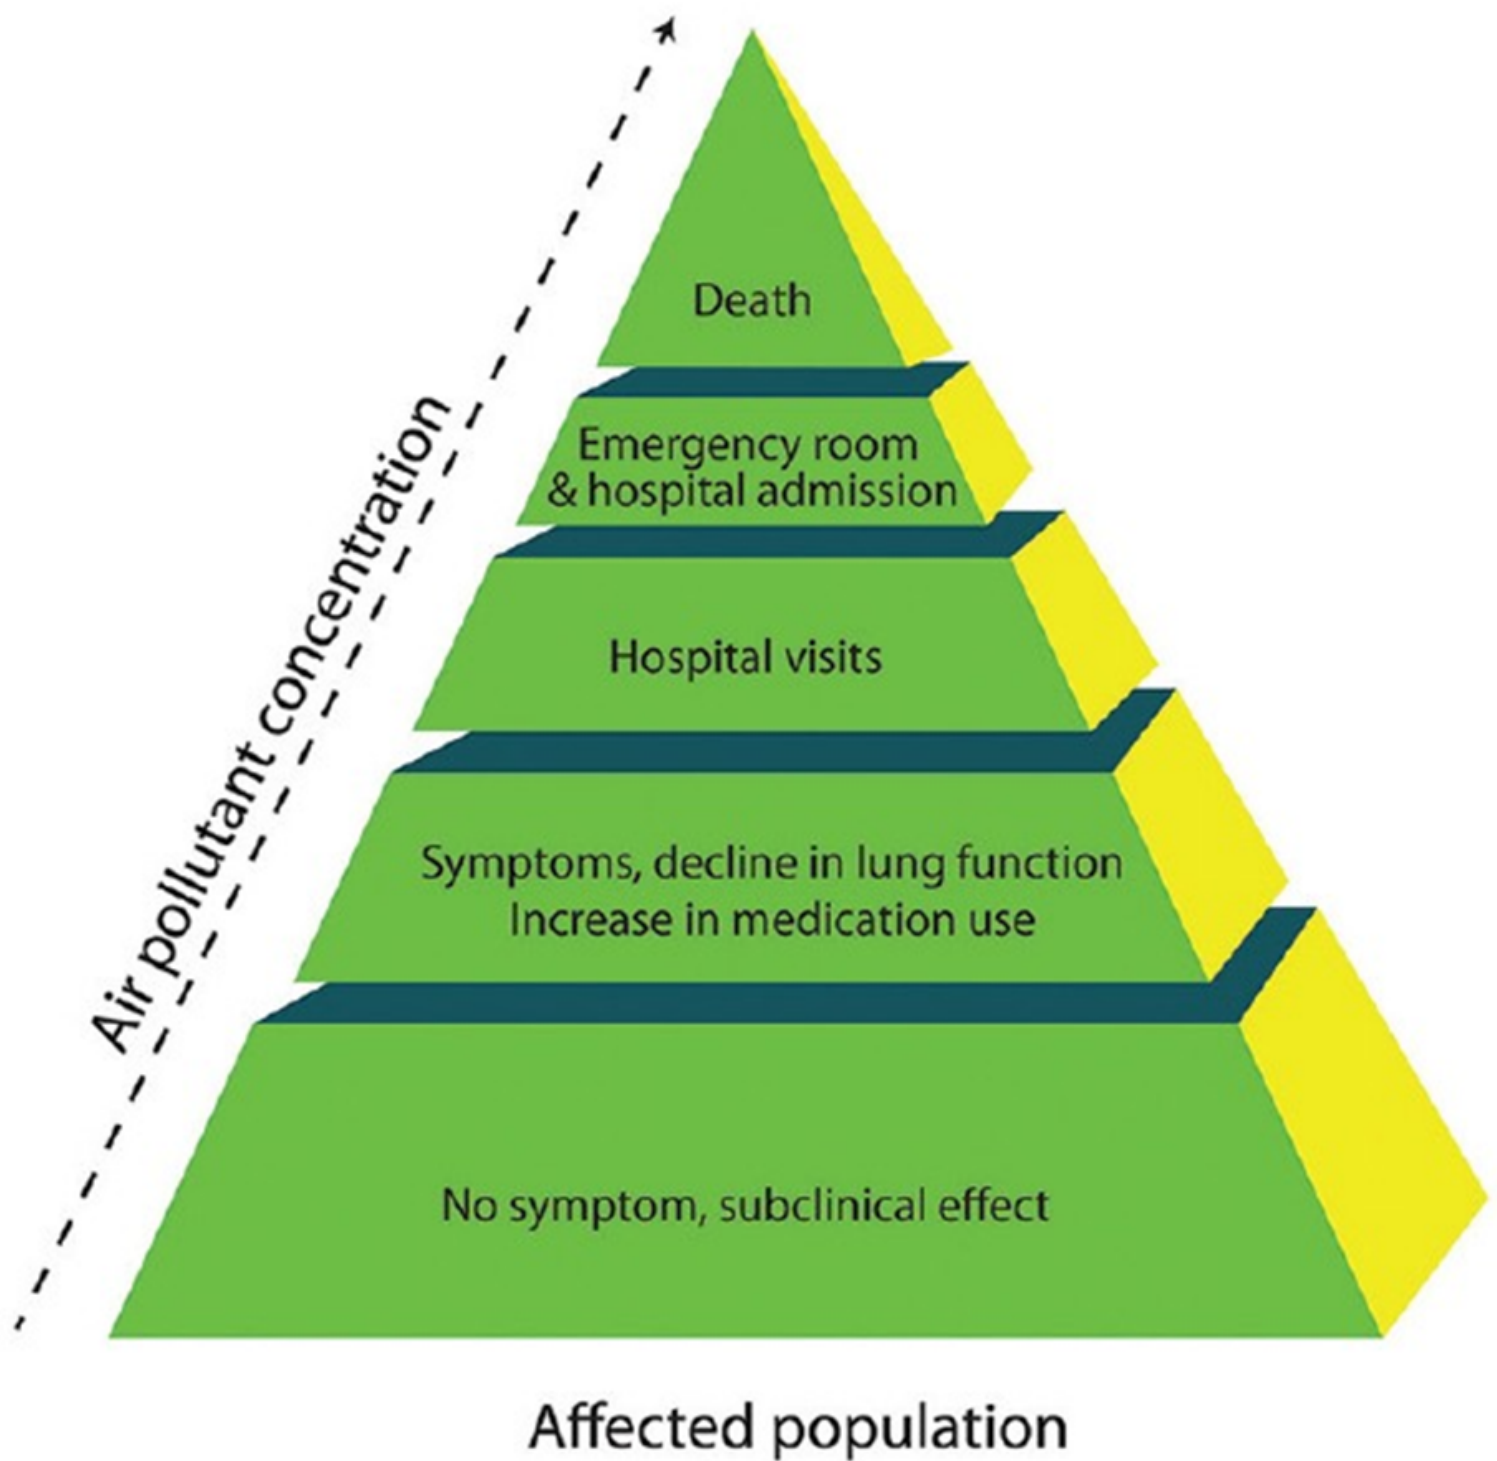 Air pollutant concentration
Death
Emergency room
& hospital admission
Hospital visits
Symptoms, decline in lung function
Increase in medication use
No symptom, subclinical effect
Affected population